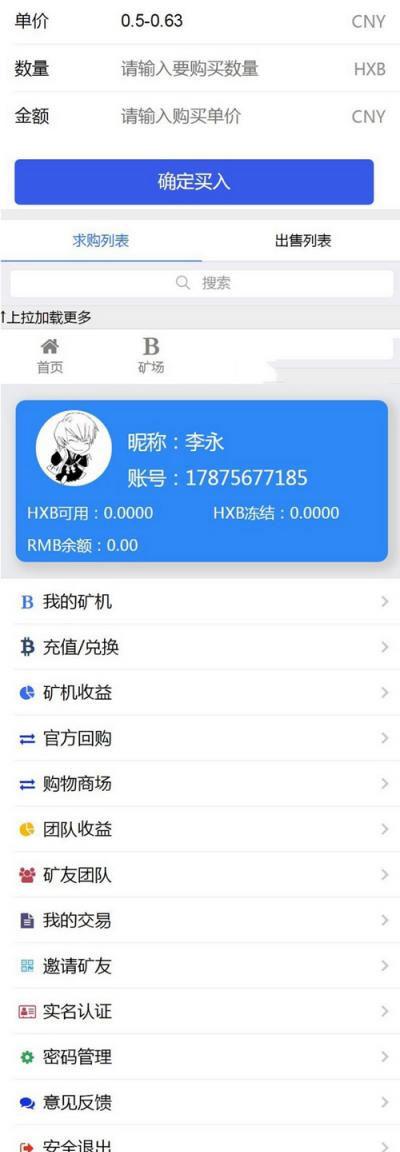 单价 0.5-0.63 CNY
数量 请输入要购买数量 HXB
金额 请输入购买单价 CNY
确定买入
求购列表 出售列表
搜索
↑上拉加载更多
首页 矿场
昵称：李永
账号：17875677185
HXB可用：0.0000 HXB冻结：0.0000
RMB余额：0.00
我的矿机
充值/兑换
矿机收益
官方回购
购物商场
团队收益
矿友团队
我的交易
邀请矿友
实名认证
密码管理
意见反馈
安全退出